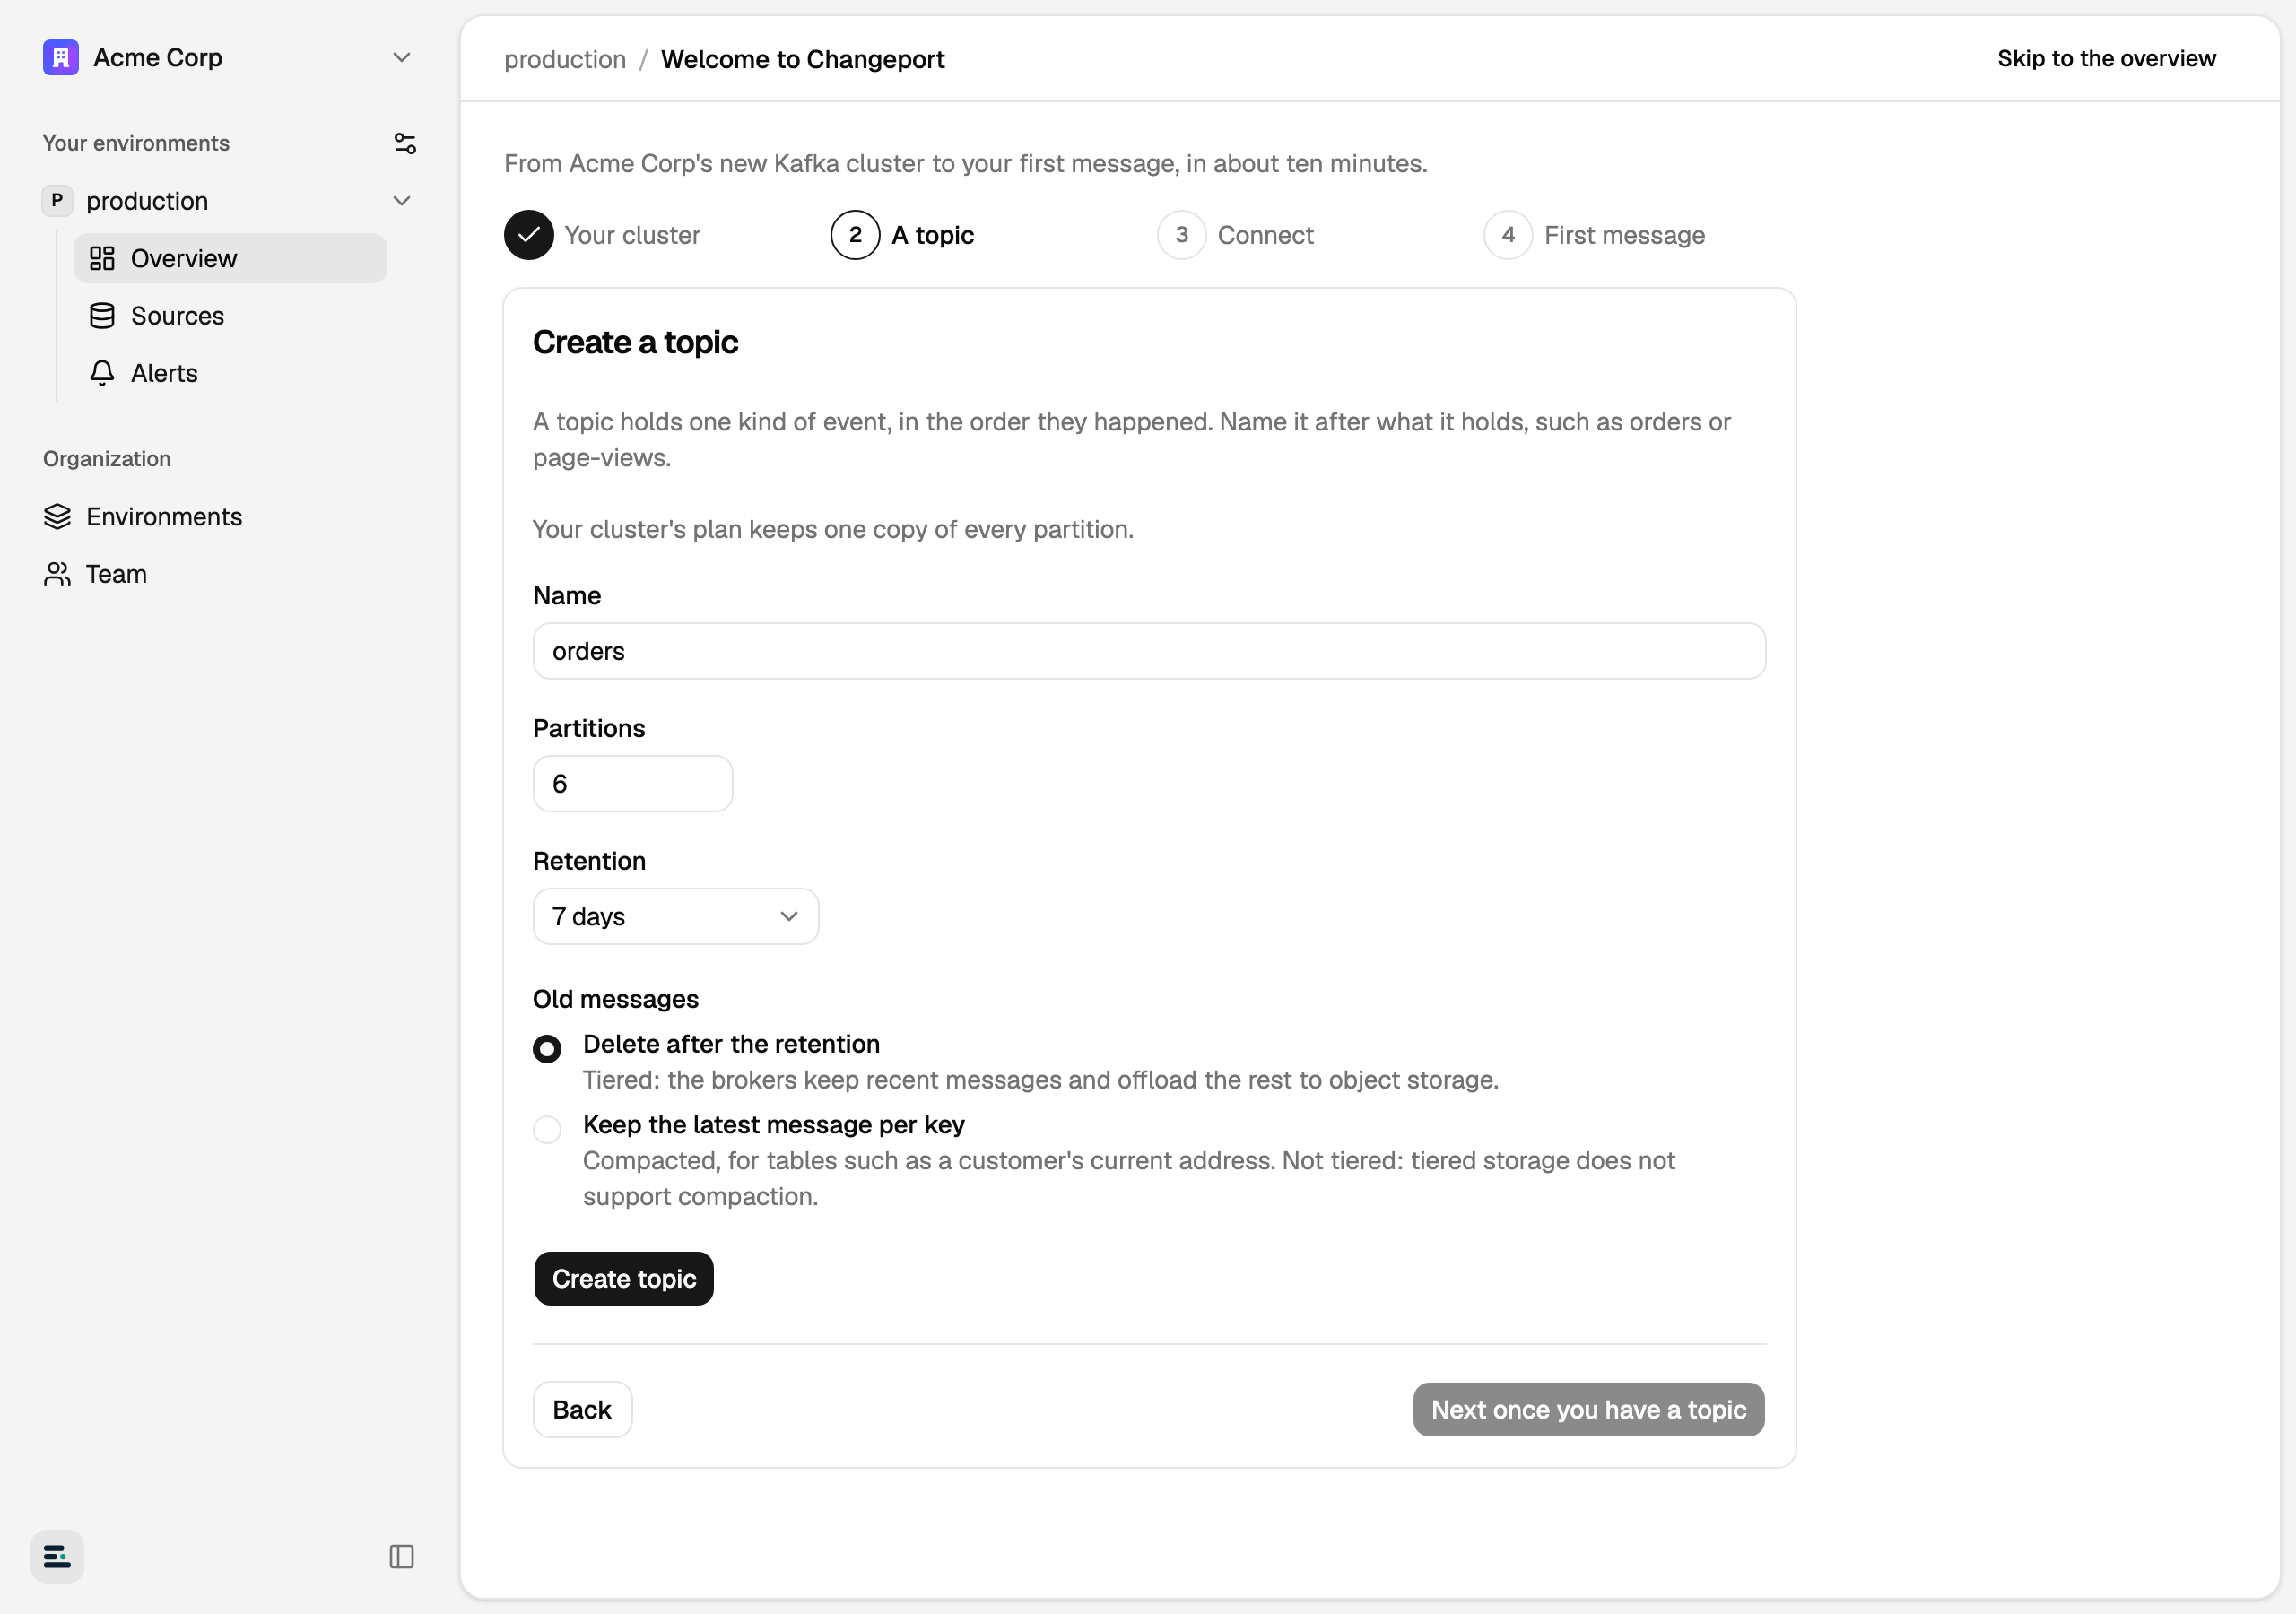 Acme Corp
Your environments
P
production
Overview
Sources
Alerts
Organization
Environments
Team
production / Welcome to Changeport
Skip to the overview
From Acme Corp's new Kafka cluster to your first message, in about ten minutes.
Your cluster
2 A topic
3 Connect
4 First message
Create a topic
A topic holds one kind of event, in the order they happened. Name it after what it holds, such as orders or
page-views.
Your cluster's plan keeps one copy of every partition.
Name
orders
Partitions
6
Retention
7 days
Old messages
Delete after the retention
Tiered: the brokers keep recent messages and offload the rest to object storage.
Keep the latest message per key
Compacted, for tables such as a customer's current address. Not tiered: tiered storage does not
support compaction.
Create topic
Back
Next once you have a topic